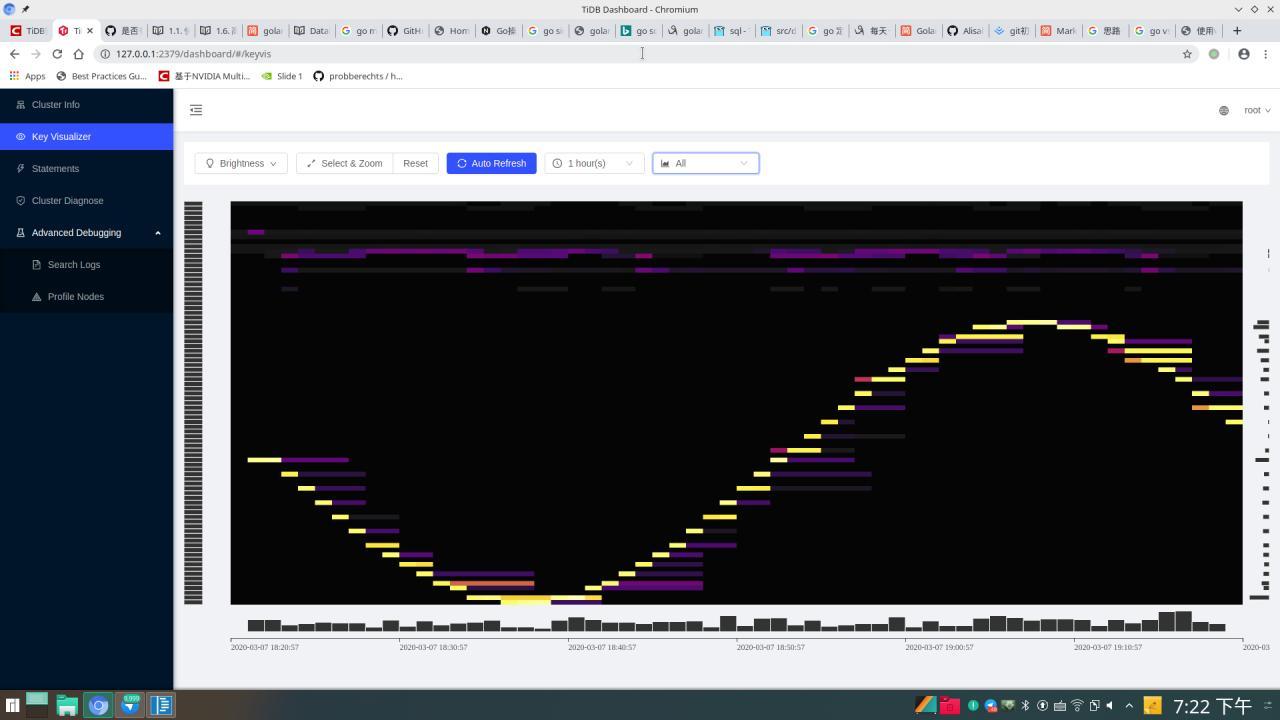 TiDB Dashboard - Chromium
TiDB
Ti
是否
1.1.
1.6.
gola
Data
go m
GitH
Hom
Go操
go si
gola
go so
golar
sql -
src/d
go 定
每天
Gola
Alisa
git初
Mark
思路
go v
使用
127.0.0.1:2379/dashboard/#/keyvis
Apps
Best Practices Gu...
基于NVIDIA Multi...
Slide 1
probberechts / h...
Cluster Info
Key Visualizer
Statements
Cluster Diagnose
Advanced Debugging
Search Logs
Profile Nodes
root
Brightness
Select & Zoom
Reset
Auto Refresh
1 hour(s)
All
2020-03-07 18:20:57
2020-03-07 18:30:57
2020-03-07 18:40:57
2020-03-07 18:50:57
2020-03-07 19:00:57
2020-03-07 19:10:57
2020-03
9,999
7:22 下午